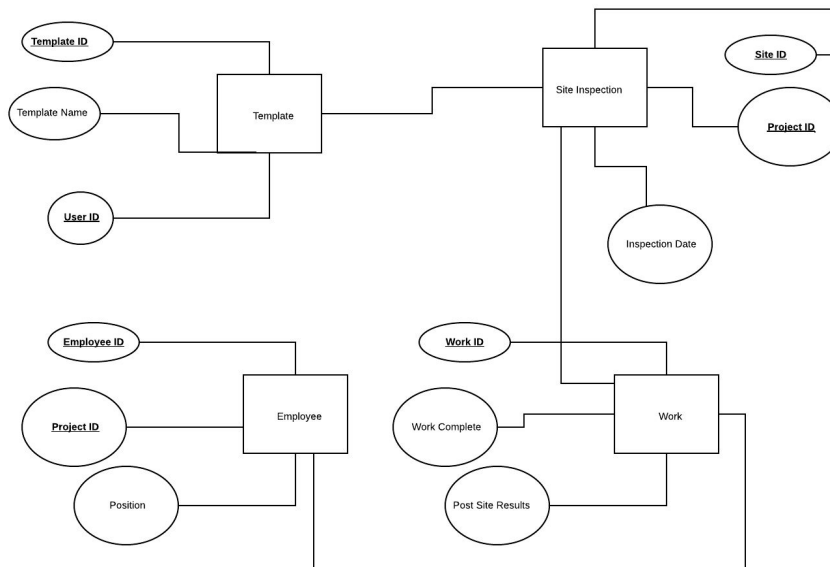 Template ID
Site ID
Template Name
Template
Site Inspection
Project ID
User ID
Inspection Date
Employee ID
Work ID
Project ID
Employee
Work Complete
Work
Position
Post Site Results